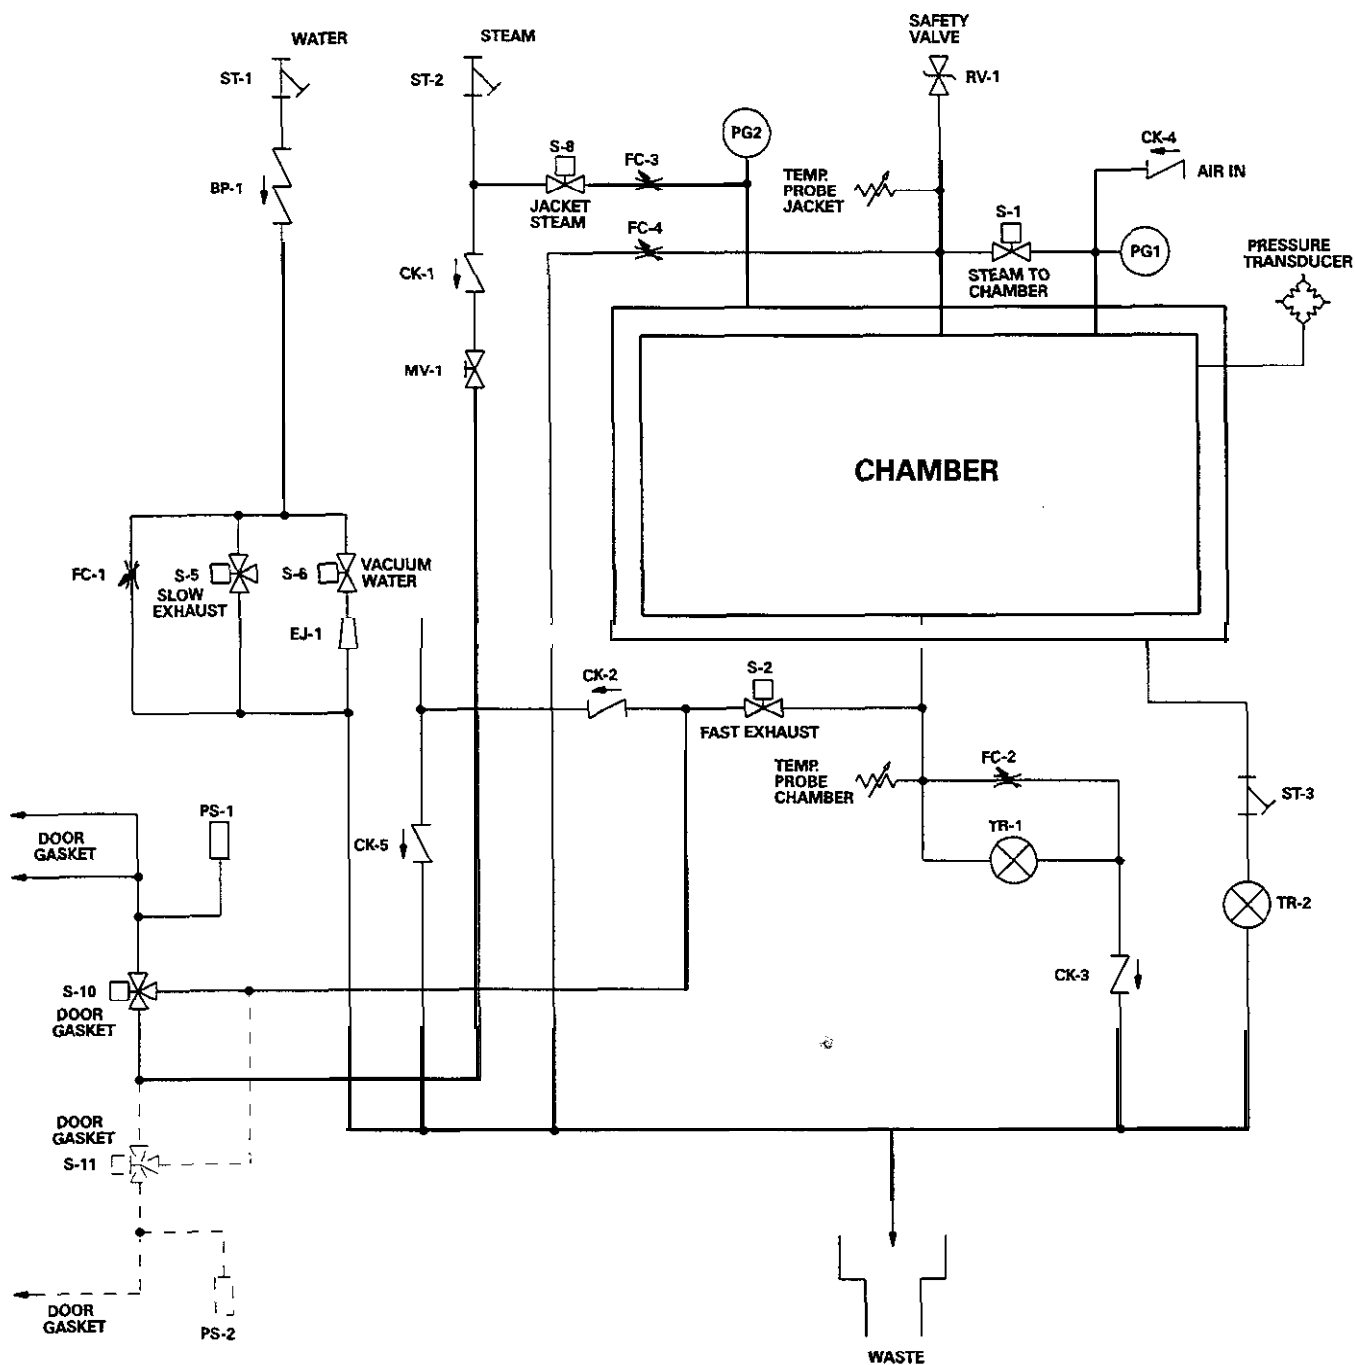 WATER
STEAM
SAFETY
VALVE
ST-1
ST-2
RV-1
PG2
CK-4
S-8
FC-3
TEMP.
PROBE
JACKET
AIR IN
BP-1
JACKET
STEAM
S-1
FC-4
PG1
PRESSURE
TRANSDUCER
CK-1
STEAM TO
CHAMBER
MV-1
CHAMBER
FC-1
S-5
SLOW
EXHAUST
S-6
VACUUM
WATER
EJ-1
CK-2
S-2
FAST EXHAUST
TEMP.
PROBE
CHAMBER
FC-2
ST-3
PS-1
DOOR
GASKET
CK-5
TR-1
TR-2
CK-3
S-10
DOOR
GASKET
DOOR
GASKET
S-11
DOOR
GASKET
PS-2
WASTE